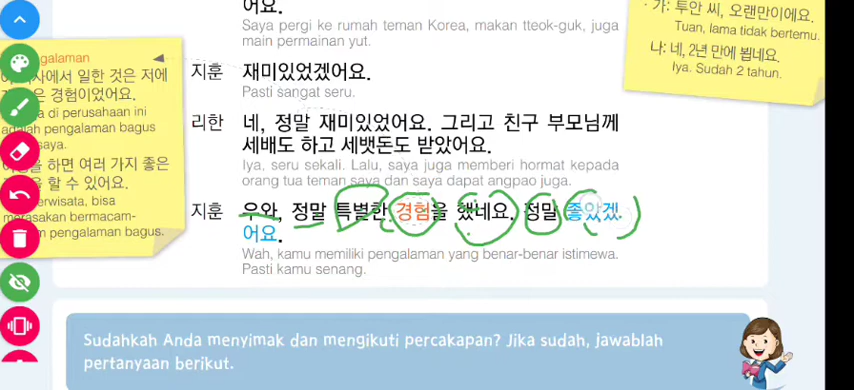 어요.
Saya pergi ke rumah teman Korea, makan tteok-guk, juga
main permainan yut.
지훈 재미있었겠어요.
Pasti sangat seru.
리한 네, 정말 재미있었어요. 그리고 친구 부모님께
세배도 하고 세뱃돈도 받았어요.
Iya, seru sekali. Lalu, saya juga memberi hormat kepada
orang tua teman saya dan saya dapat angpao juga.
지훈 우와, 정말 특별한 경험을 했네요. 정말 좋았겠
어요.
Wah, kamu memiliki pengalaman yang benar-benar istimewa.
Pasti kamu senang.
galaman
사에서 일한 것은 저에
은 경험이었어요.
di perusahaan ini
adalah pengalaman bagus
saya.
을 하면 여러 가지 좋은
을 할 수 있어요.
berwisata, bisa
merasakan bermacam-
pengalaman bagus.
· 가: 투안 씨, 오랜만이에요.
Tuan, lama tidak bertemu.
나: 네, 2년 만에 뵙네요.
Iya. Sudah 2 tahun.
Sudahkah Anda menyimak dan mengikuti percakapan? Jika sudah, jawablah
pertanyaan berikut.